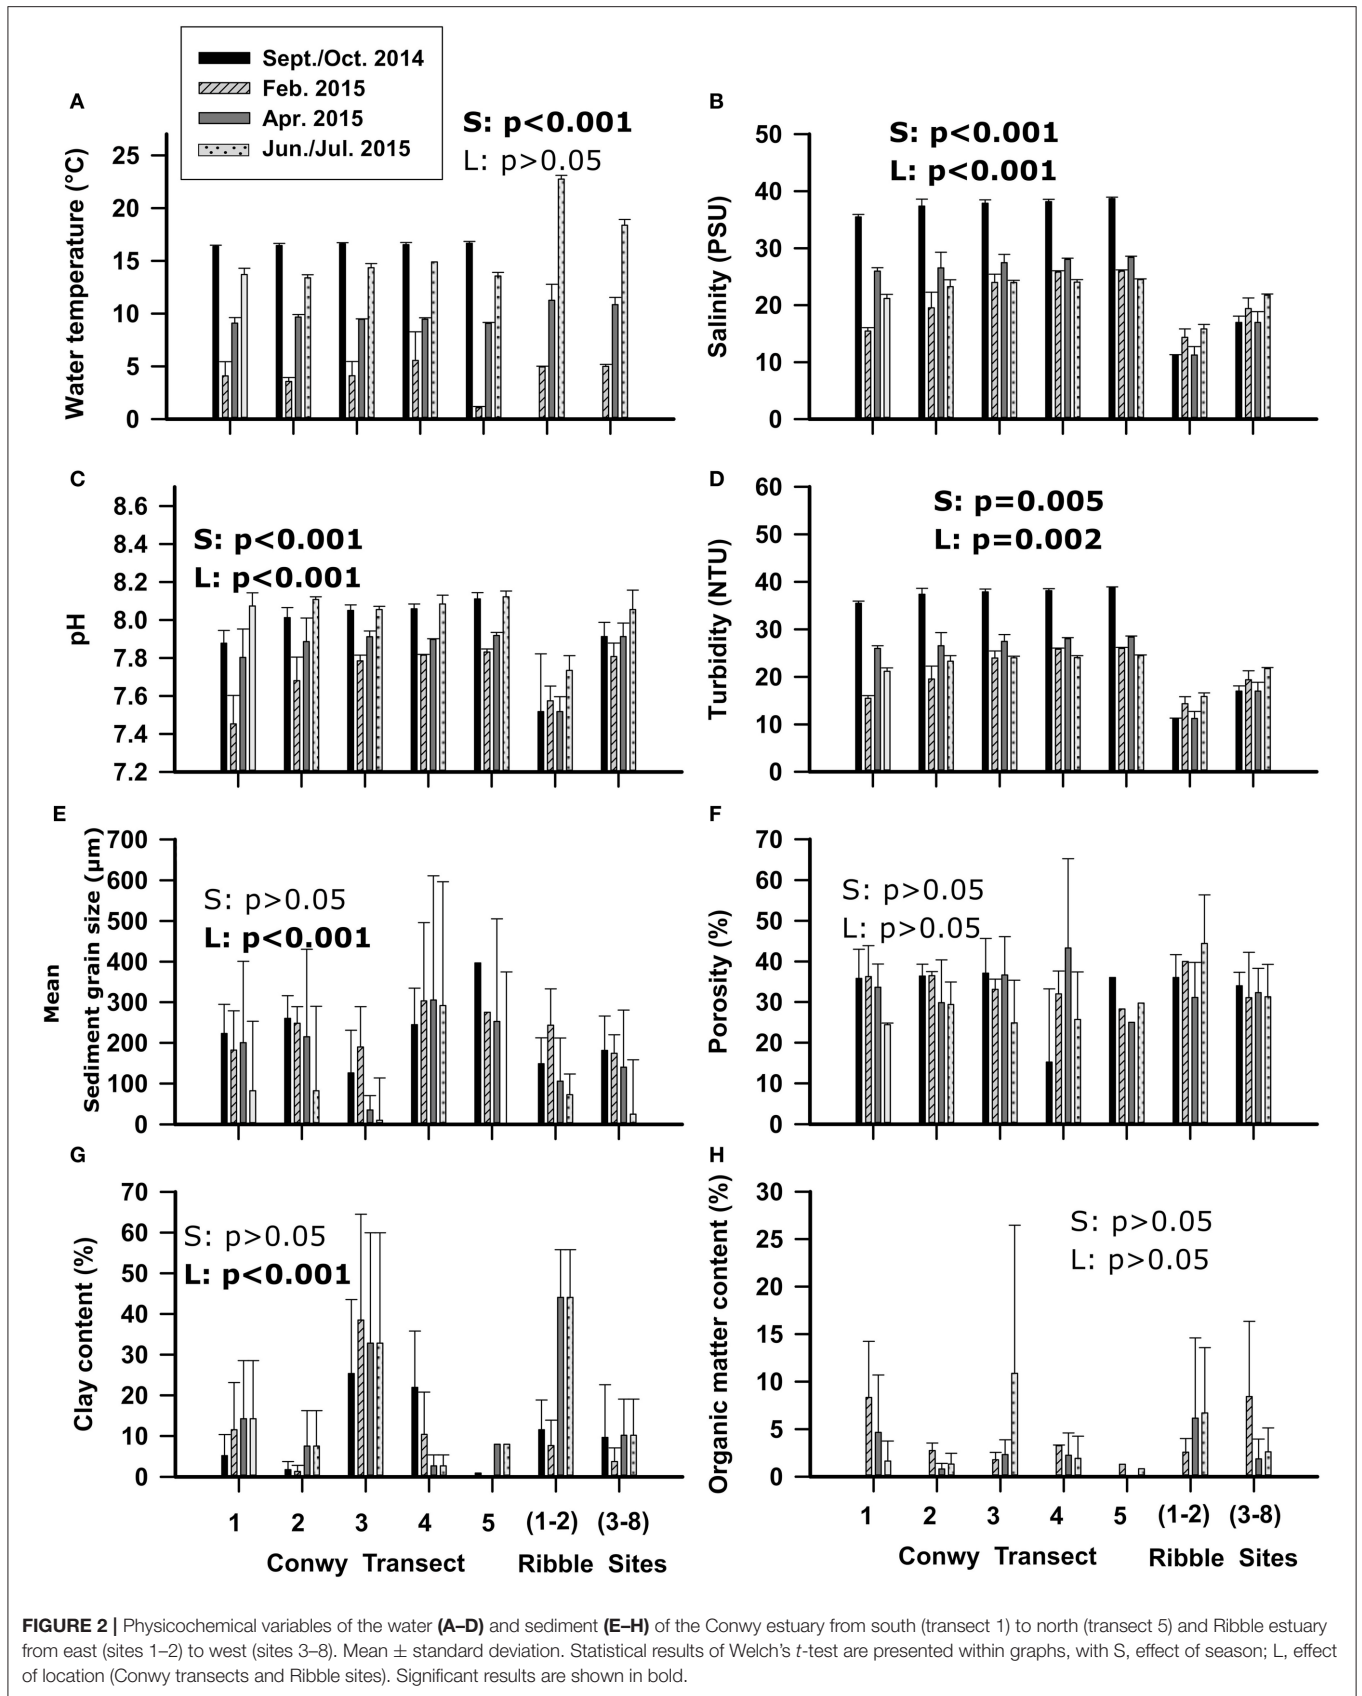 Sept./Oct. 2014
Feb. 2015
Apr. 2015
Jun./Jul. 2015
A
S: p<0.001
L: p>0.05
Water temperature (°C)
25
20
15
10
5
0
B
S: p<0.001
L: p<0.001
Salinity (PSU)
50
40
30
20
10
0
C
S: p<0.001
L: p<0.001
pH
8.6
8.4
8.2
8.0
7.8
7.6
7.4
7.2
D
S: p=0.005
L: p=0.002
Turbidity (NTU)
60
50
40
30
20
10
0
E
S: p>0.05
L: p<0.001
Mean
Sediment grain size (µm)
700
600
500
400
300
200
100
0
F
S: p>0.05
L: p>0.05
Porosity (%)
70
60
50
40
30
20
10
0
G
S: p>0.05
L: p<0.001
Clay content (%)
70
60
50
40
30
20
10
0
1 2 3 4 5 (1-2) (3-8)
Conwy Transect Ribble Sites
H
S: p>0.05
L: p>0.05
Organic matter content (%)
30
25
20
15
10
5
0
1 2 3 4 5 (1-2) (3-8)
Conwy Transect Ribble Sites
FIGURE 2 | Physicochemical variables of the water (A–D) and sediment (E–H) of the Conwy estuary from south (transect 1) to north (transect 5) and Ribble estuary
from east (sites 1–2) to west (sites 3–8). Mean ± standard deviation. Statistical results of Welch's t-test are presented within graphs, with S, effect of season; L, effect
of location (Conwy transects and Ribble sites). Significant results are shown in bold.